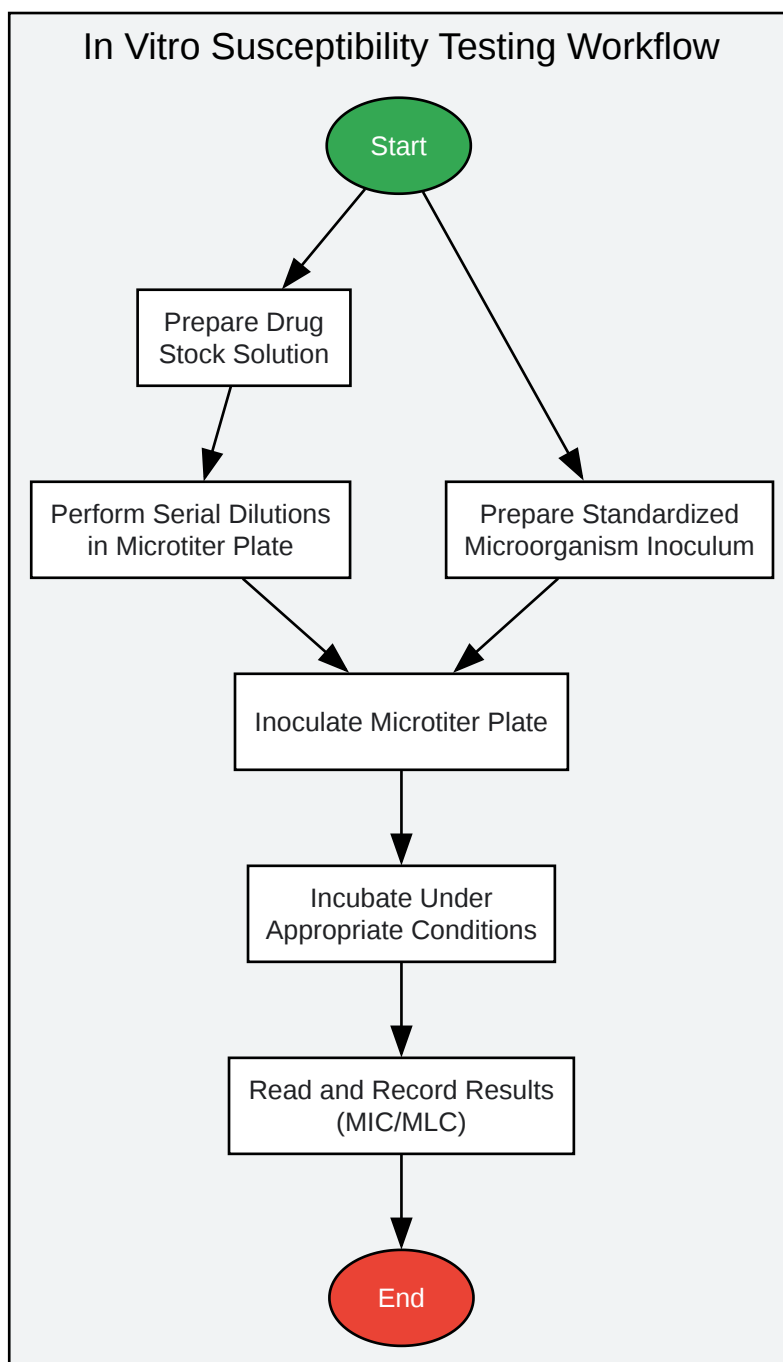 In Vitro Susceptibility Testing Workflow
Start
Prepare Drug
Stock Solution
Perform Serial Dilutions
in Microtiter Plate
Prepare Standardized
Microorganism Inoculum
Inoculate Microtiter Plate
Incubate Under
Appropriate Conditions
Read and Record Results
(MIC/MLC)
End